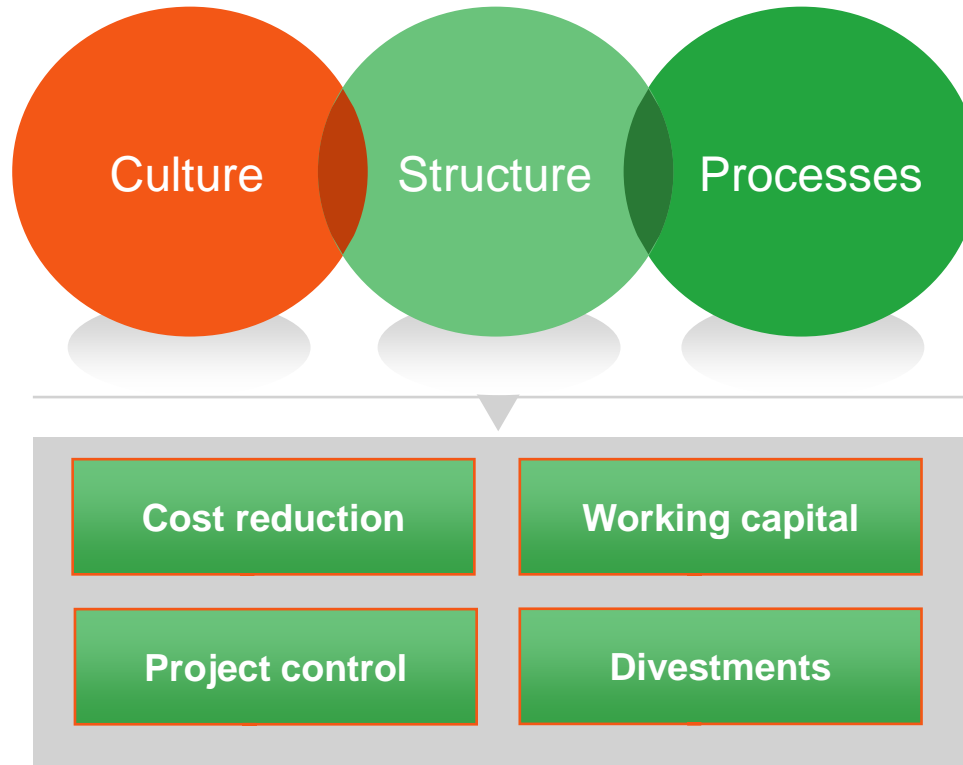 Culture
Structure
Processes
Cost reduction
Working capital
Project control
Divestments